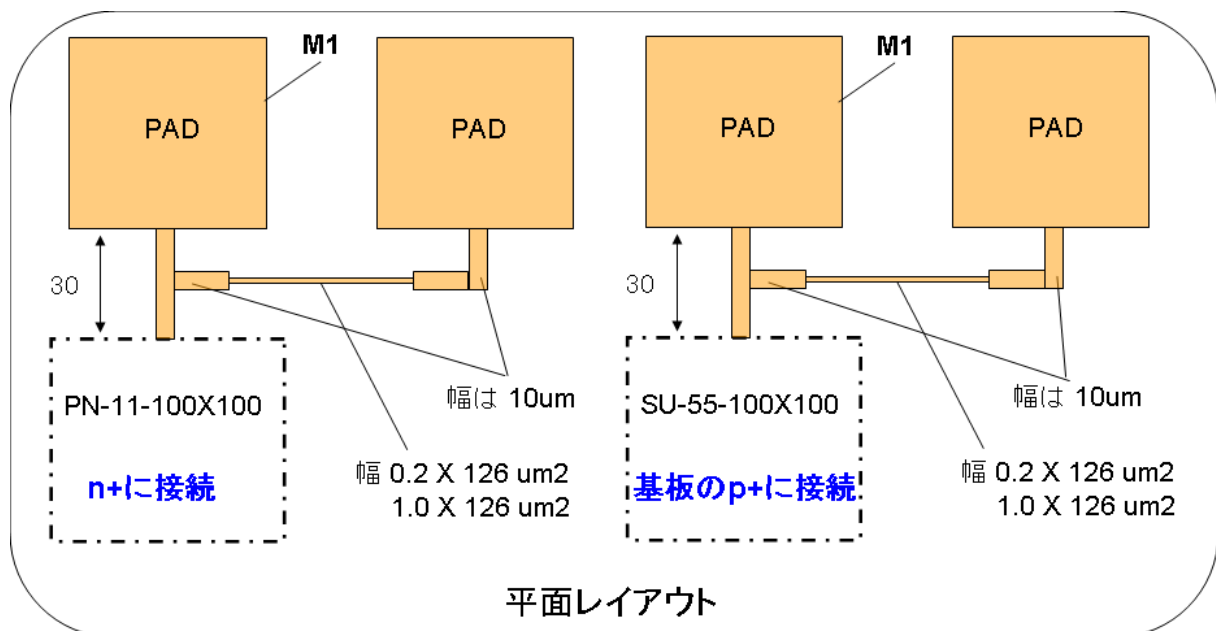 M1
M1
PAD
PAD
PAD
PAD
30
30
幅は 10um
幅は 10um
PN-11-100X100
SU-55-100X100
幅 0.2 X 126 um2
1.0 X 126 um2
幅 0.2 X 126 um2
1.0 X 126 um2
n+に接続
基板のp+に接続
平面レイアウト